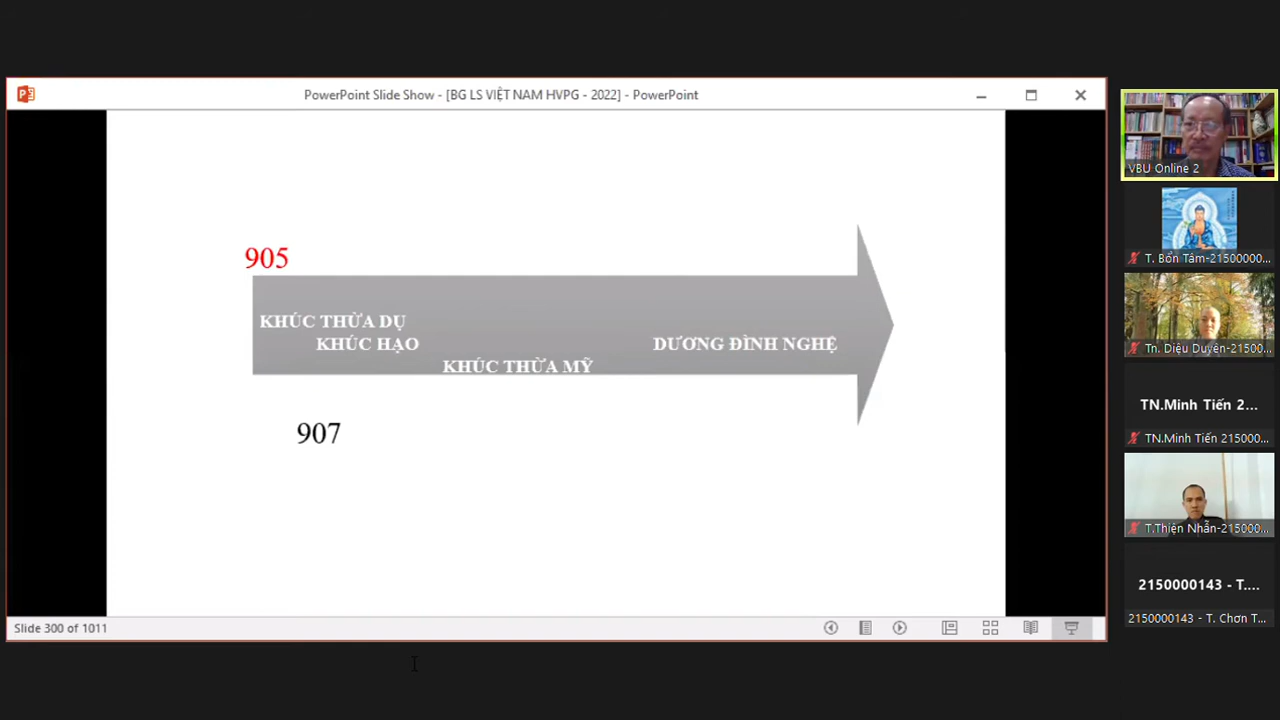 PowerPoint Slide Show - [BG LS VIỆT NAM HVPG - 2022] - PowerPoint
905
KHÚC THỪA DỤ
KHÚC HẠO
DƯƠNG ĐÌNH NGHỆ
KHÚC THỪA MỸ
907
Slide 300 of 1011
VBU Online 2
T. Bổn Tâm-21500000...
Tn. Diệu Duyên-2150...
TN.Minh Tiến 2...
TN.Minh Tiến 215000...
T.Thiện Nhẫn-215000...
2150000143 - T....
2150000143 - T. Chơn T...